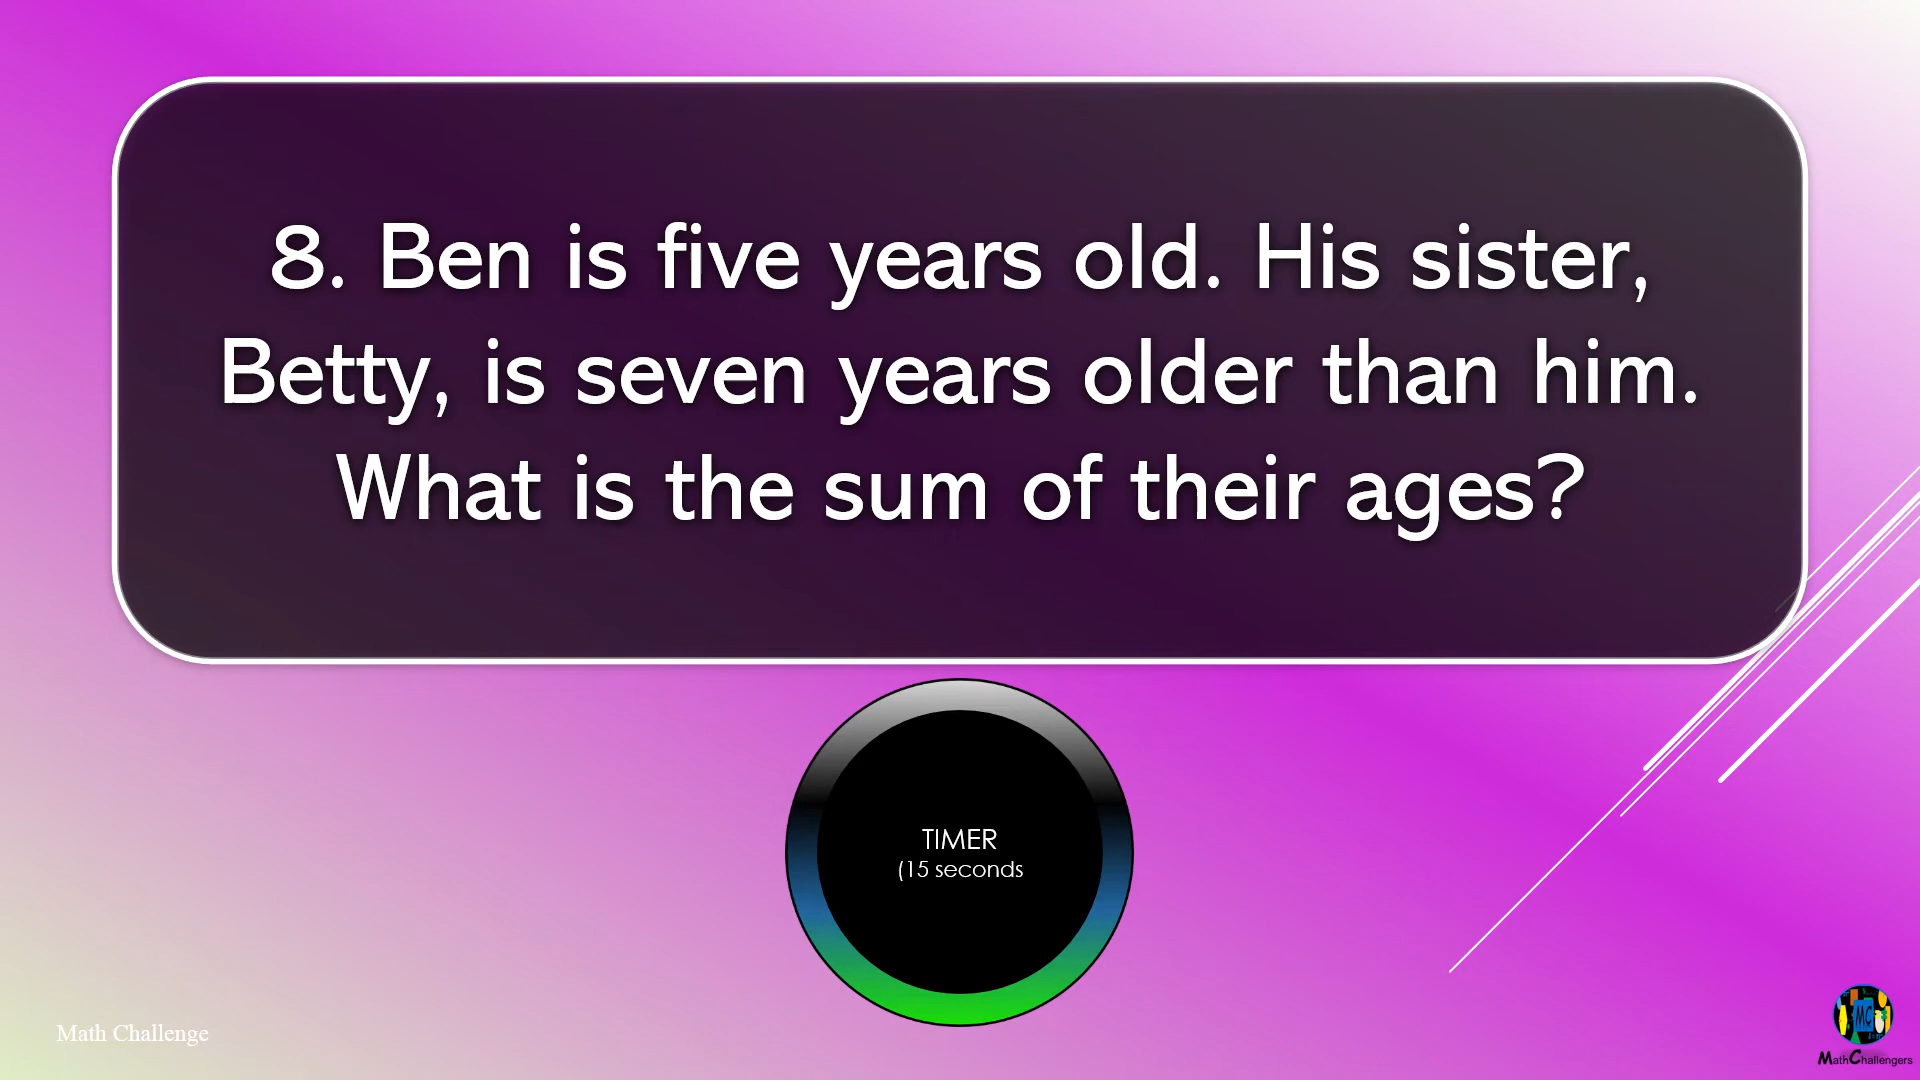 8. Ben is five years old. His sister,
Betty, is seven years older than him.
What is the sum of their ages?
TIMER
(15 seconds
Math Challenge
MC
MathChallengers